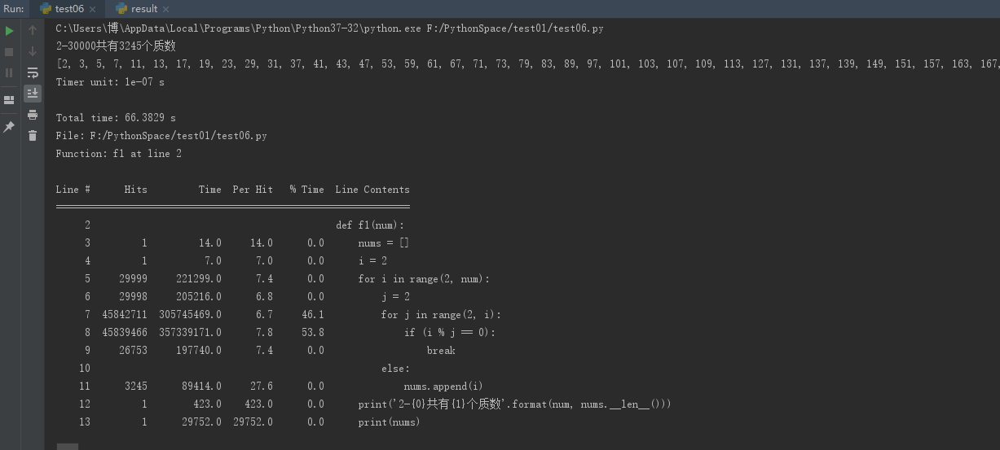 Run: test06 × result ×
C:\Users\博\AppData\Local\Programs\Python\Python37-32\python.exe F:/PythonSpace/test01/test06.py
2-30000共有3245个质数
[2, 3, 5, 7, 11, 13, 17, 19, 23, 29, 31, 37, 41, 43, 47, 53, 59, 61, 67, 71, 73, 79, 83, 89, 97, 101, 103, 107, 109, 113, 127, 131, 137, 139, 149, 151, 157, 163, 167,
Timer unit: 1e-07 s
Total time: 66.3829 s
File: F:/PythonSpace/test01/test06.py
Function: f1 at line 2
Line # Hits Time Per Hit % Time Line Contents
==============================================================
2 def f1(num):
3 1 14.0 14.0 0.0 nums = []
4 1 7.0 7.0 0.0 i = 2
5 29999 221299.0 7.4 0.0 for i in range(2, num):
6 29998 205216.0 6.8 0.0 j = 2
7 45842711 305745469.0 6.7 46.1 for j in range(2, i):
8 45839466 357339171.0 7.8 53.8 if (i % j == 0):
9 26753 197740.0 7.4 0.0 break
10 else:
11 3245 89414.0 27.6 0.0 nums.append(i)
12 1 423.0 423.0 0.0 print('2-{0}共有{1}个质数'.format(num, nums.__len__()))
13 1 29752.0 29752.0 0.0 print(nums)